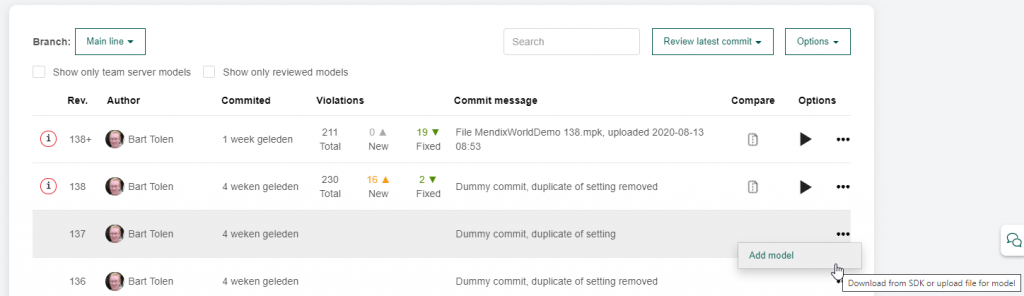 Branch: Main line Search Review latest commit Options
Show only team server models Show only reviewed models
Rev. Author Commited Violations Commit message Compare Options
138+ Bart Tolen 1 week geleden 211 Total 0 New 19 Fixed File MendixWorldDemo 138.mpk, uploaded 2020-08-13
08:53
138 Bart Tolen 4 weken geleden 230 Total 16 New 2 Fixed Dummy commit, duplicate of setting removed
137 Bart Tolen 4 weken geleden Dummy commit, duplicate of setting
Add model
136 Bart Tolen 4 weken geleden Dummy commit, duplicate of setting removed
Download from SDK or upload file for model